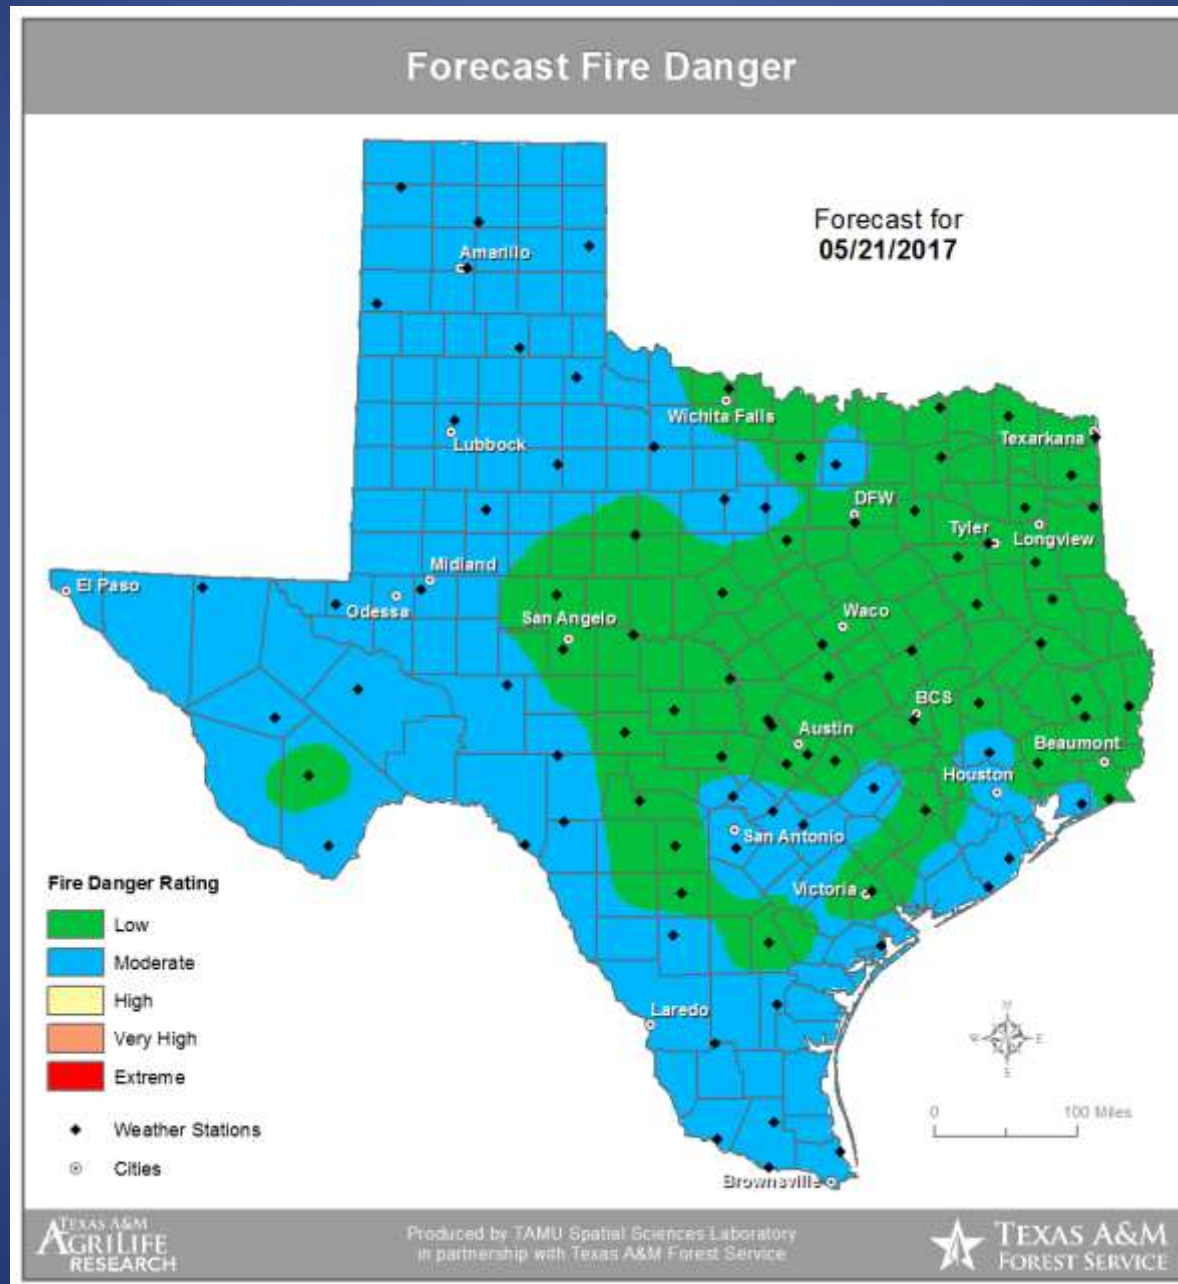 Forecast Fire Danger
Forecast for
05/21/2017
Amarillo
Wichita Falls
Lubbock
Texarkana
DFW
Tyler
Longview
Midland
El Paso
Odessa
San Angelo
Waco
BCS
Austin
Beaumont
Houston
San Antonio
Victoria
Laredo
Brownsville
Fire Danger Rating
Low
Moderate
High
Very High
Extreme
Weather Stations
Cities
N
W
E
S
0 100 Miles
TEXAS A&M
AGRILIFE
RESEARCH
Produced by TAMU Spatial Sciences Laboratory
in partnership with Texas A&M Forest Service
TEXAS A&M
FOREST SERVICE